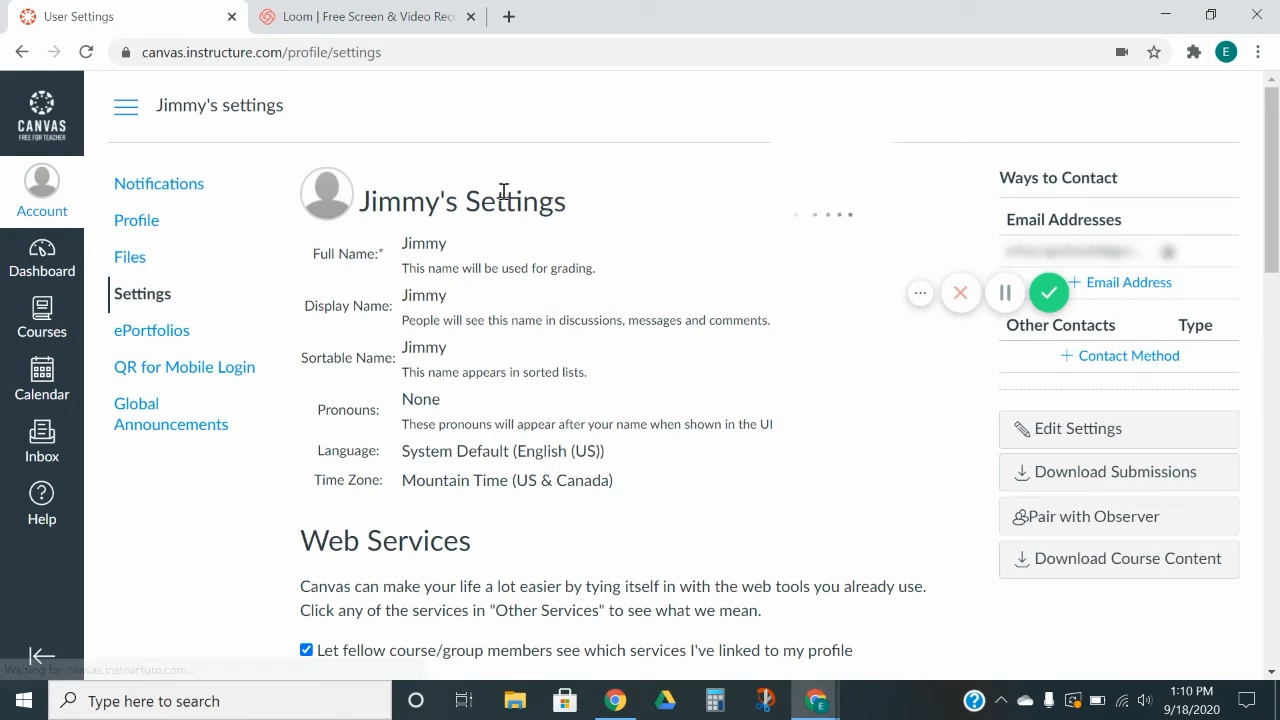 User Settings
Loom | Free Screen & Video Rec
canvas.instructure.com/profile/settings
E
CANVAS
FREE FOR TEACHER
Account
Dashboard
Courses
Calendar
Inbox
Help
Jimmy's settings
Notifications
Profile
Files
Settings
ePortfolios
QR for Mobile Login
Global
Announcements
Jimmy's Settings
Full Name:* Jimmy
This name will be used for grading.
Display Name: Jimmy
People will see this name in discussions, messages and comments.
Sortable Name: Jimmy
This name appears in sorted lists.
Pronouns: None
These pronouns will appear after your name when shown in the UI
Language: System Default (English (US))
Time Zone: Mountain Time (US & Canada)
Web Services
Canvas can make your life a lot easier by tying itself in with the web tools you already use.
Click any of the services in "Other Services" to see what we mean.
Let fellow course/group members see which services I've linked to my profile
Ways to Contact
Email Addresses
+ Email Address
Other Contacts Type
+ Contact Method
Edit Settings
Download Submissions
Pair with Observer
Download Course Content
Waiting for canvas.instructure.com...
Type here to search
E
1:10 PM
9/18/2020